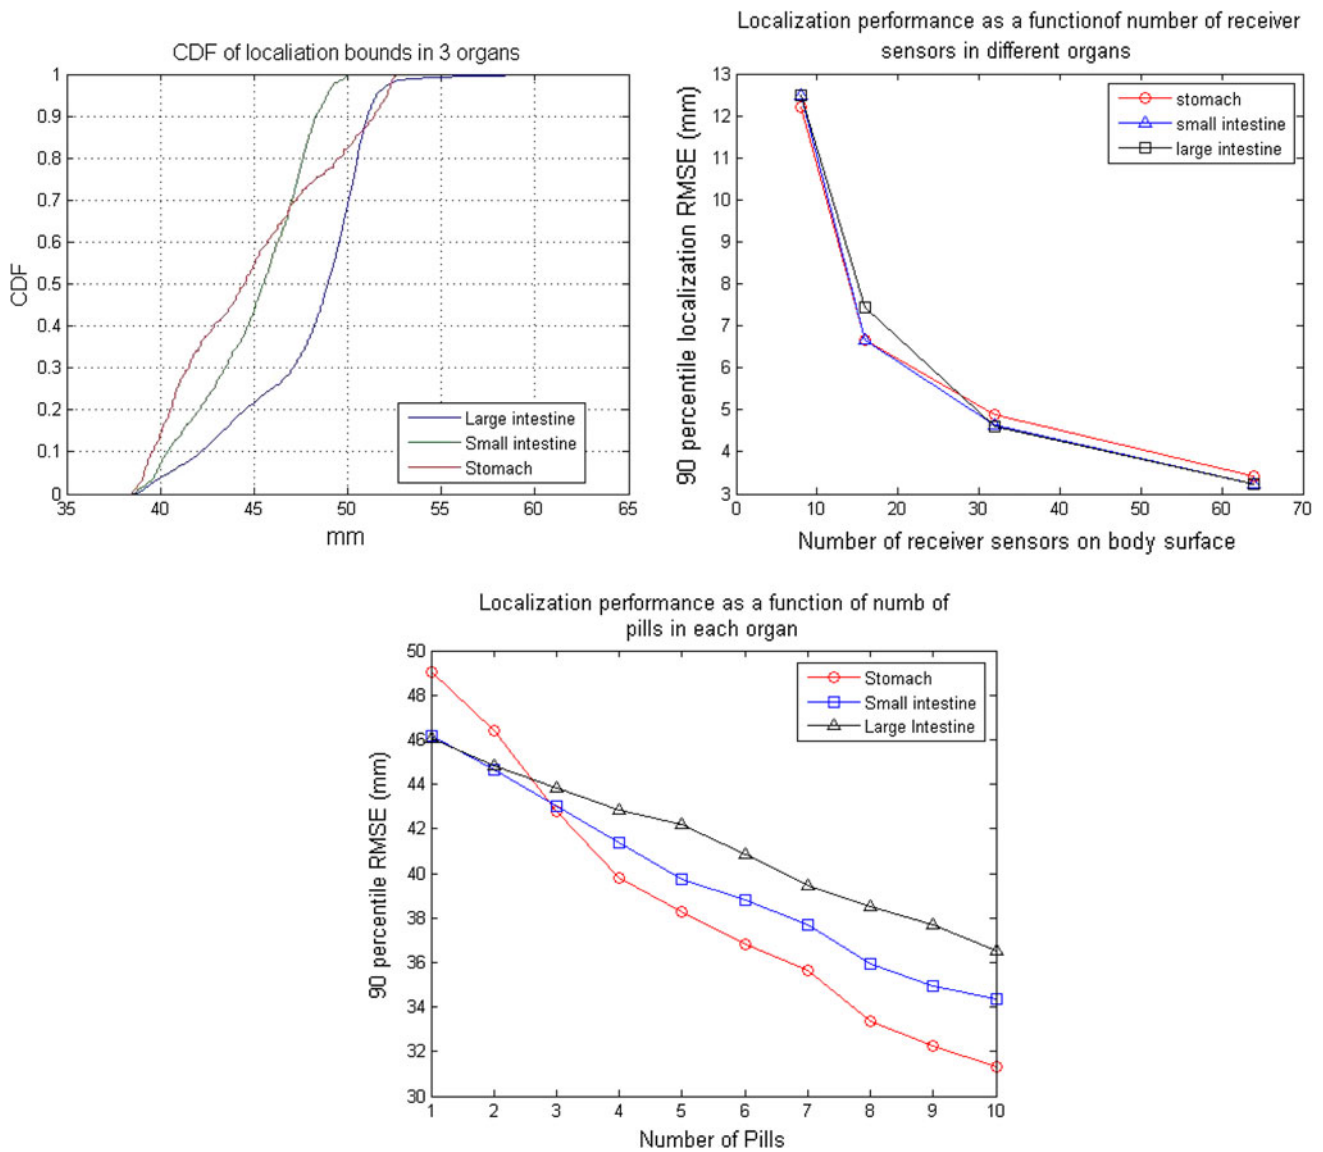 CDF of localiation bounds in 3 organs
CDF
1
0.9
0.8
0.7
0.6
0.5
0.4
0.3
0.2
0.1
0
35 40 45 50 55 60 65
mm
Large intestine
Small intestine
Stomach
Localization performance as a functionof number of receiver
sensors in different organs
90 percentile localization RMSE (mm)
13
12
11
10
9
8
7
6
5
4
3
0 10 20 30 40 50 60 70
Number of receiver sensors on body surface
stomach
small intestine
large intestine
Localization performance as a function of numb of
pills in each organ
90 percentile RMSE (mm)
50
48
46
44
42
40
38
36
34
32
30
1 2 3 4 5 6 7 8 9 10
Number of Pills
Stomach
Small intestine
Large Intestine